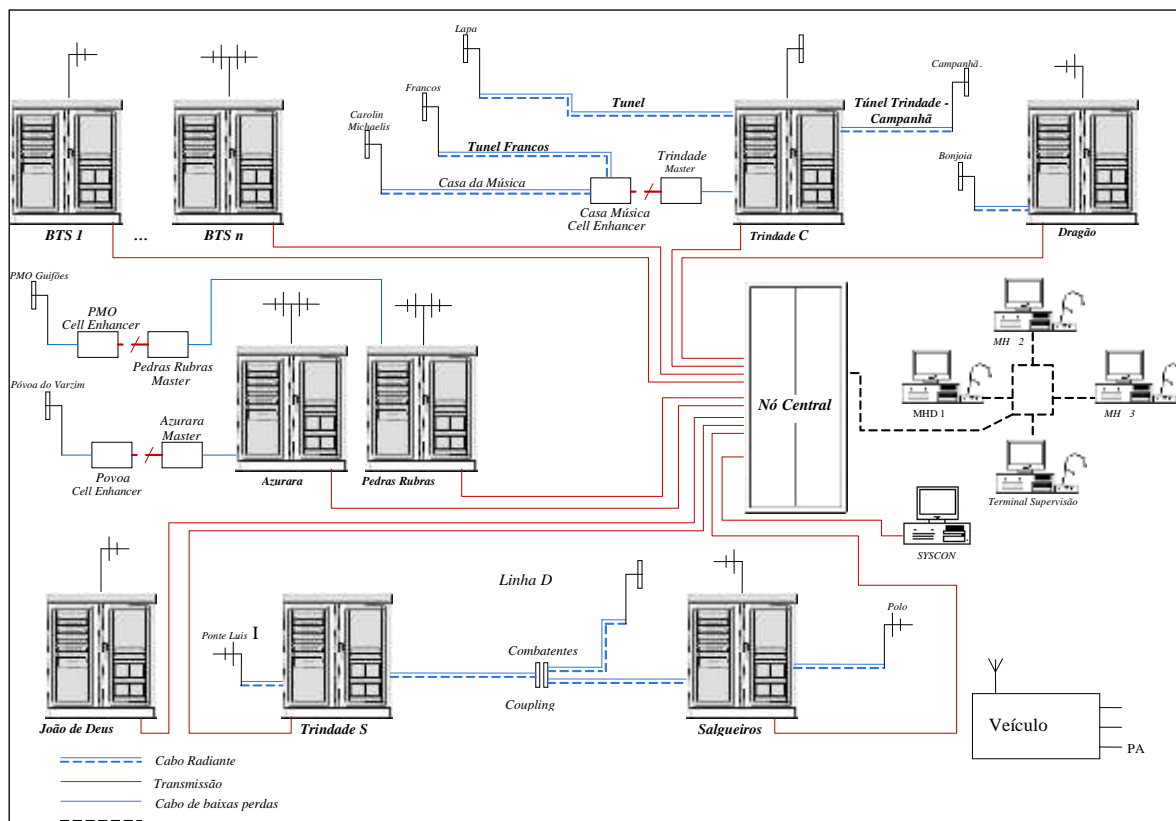 Lapa
Francos
Carolin
Michaelis
Tunel
Tunel Francos
Casa da Música
Trindade
Master
Casa Música
Cell Enhancer
Túnel Trindade -
Campanhã
Campanhã .
Bonjoia
BTS 1
...
BTS n
Trindade C
Dragão
PMO Guifões
PMO
Cell Enhancer
Pedras Rubras
Master
Póvoa do Varzim
Azurara
Master
Povoa
Cell Enhancer
Azurara
Pedras Rubras
Nó Central
MH 2
MHD 1
MH 3
Terminal Supervisão
SYSCON
Linha D
Ponte Luis I
Combatentes
Coupling
Polo
João de Deus
Trindade S
Salgueiros
Veículo
PA
Cabo Radiante
Transmissão
Cabo de baixas perdas